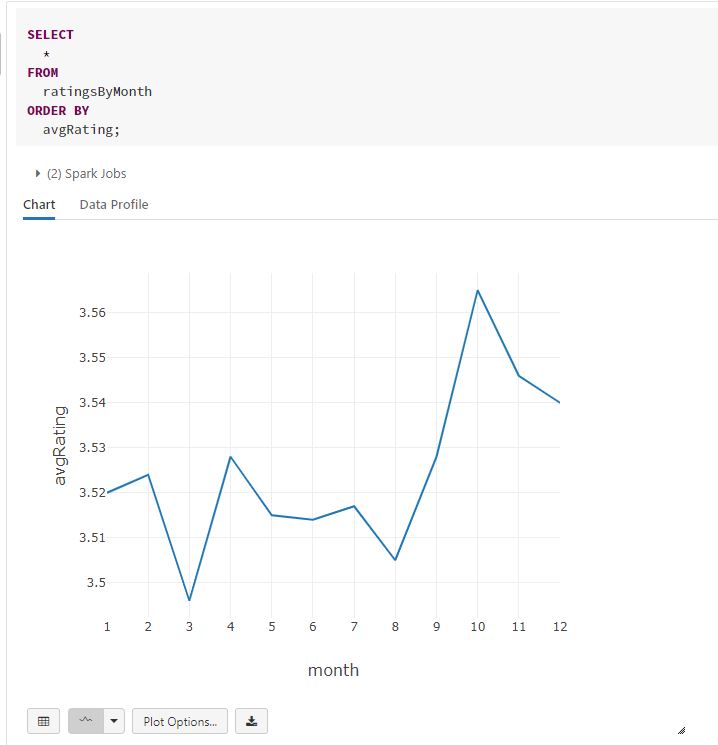 SELECT
*
FROM
ratingsByMonth
ORDER BY
avgRating;
(2) Spark Jobs
Chart Data Profile
avgRating
3.56
3.55
3.54
3.53
3.52
3.51
3.5
1 2 3 4 5 6 7 8 9 10 11 12
month
Plot Options...